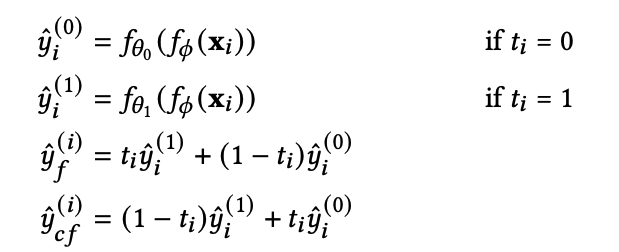 ŷ_i^(0) = f_θ₀(f_ϕ(𝐱_i)) if t_i = 0
ŷ_i^(1) = f_θ₁(f_ϕ(𝐱_i)) if t_i = 1
ŷ_f^(i) = t_i ŷ_i^(1) + (1 − t_i)ŷ_i^(0)
ŷ_cf^(i) = (1 − t_i)ŷ_i^(1) + t_i ŷ_i^(0)